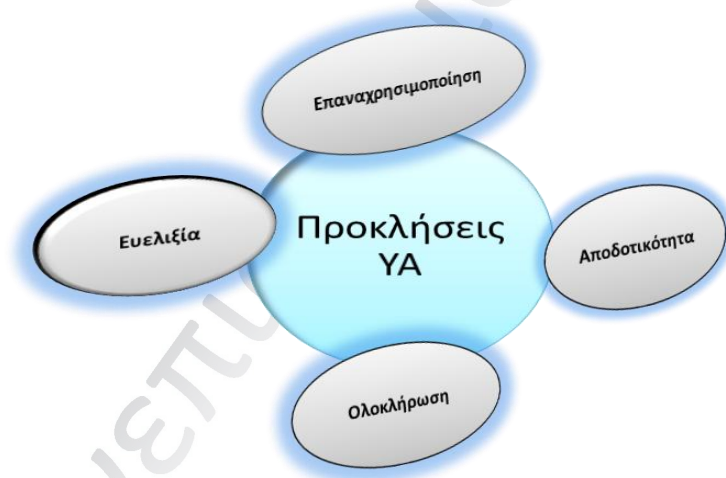 Επαναχρησιμοποίηση
Ευελιξία
Προκλήσεις
ΥΑ
Αποδοτικότητα
Ολοκλήρωση